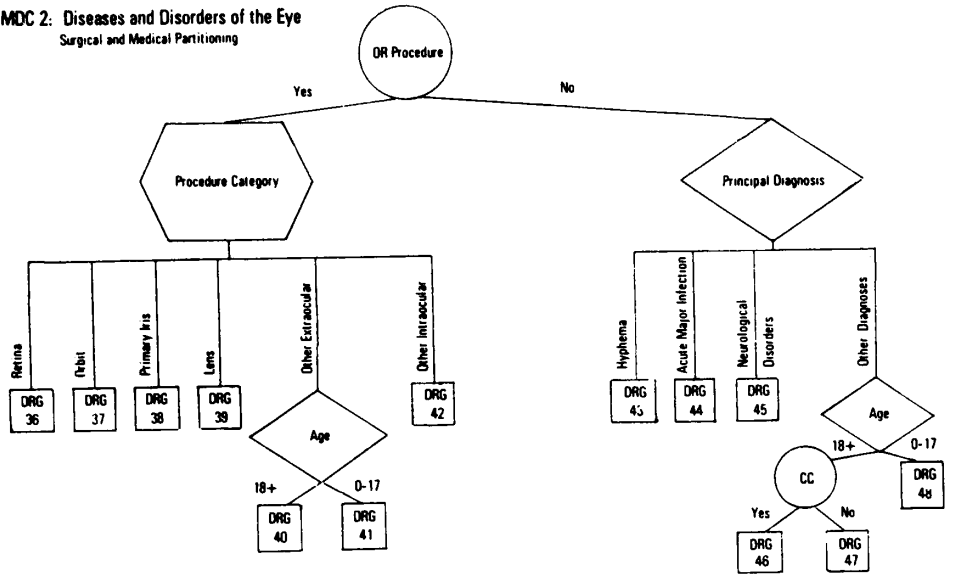 MDC 2: Diseases and Disorders of the Eye
Surgical and Medical Partitioning
OR Procedure
Yes
No
Procedure Category
Principal Diagnosis
Retina
Orbit
Primary Iris
Lens
Other Extraocular
Other Intraocular
Hyphema
Acute Major Infection
Neurological
Disorders
Other Diagnoses
DRG
36
DRG
37
DRG
38
DRG
39
DRG
42
DRG
43
DRG
44
DRG
45
Age
Age
18+
0-17
18+
0-17
CC
DRG
48
DRG
40
DRG
41
Yes
No
DRG
46
DRG
47